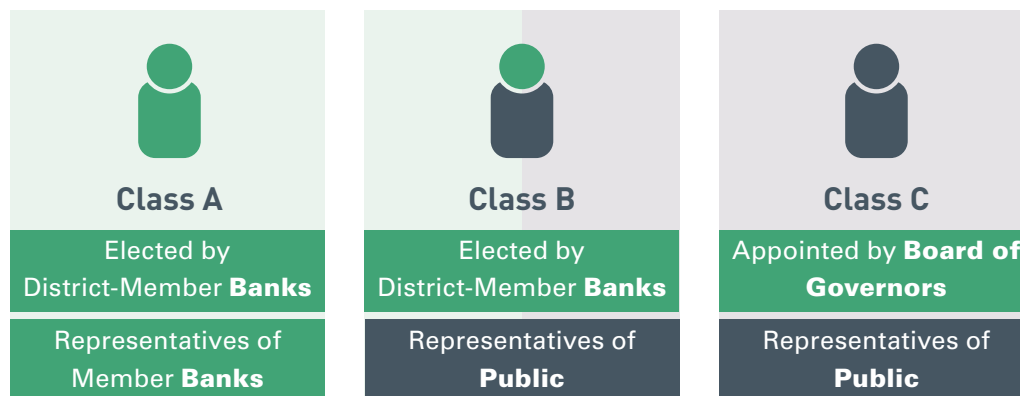 Class A
Elected by
District-Member Banks
Representatives of
Member Banks
Class B
Elected by
District-Member Banks
Representatives of
Public
Class C
Appointed by Board of
Governors
Representatives of
Public